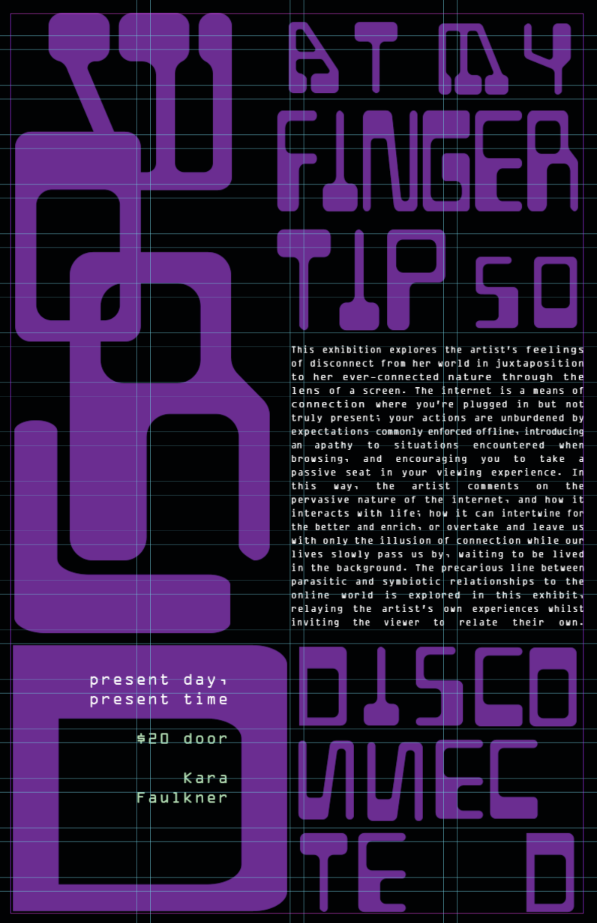 W
O
R
L
D
AT MY
FINGER
TIP SO
This exhibition explores the artist's feelings
of disconnect from her world in juxtaposition
to her ever-connected nature through the
lens of a screen. The internet is a means of
connection where you're plugged in but not
truly present; your actions are unburdened by
expectations commonly enforced offline, introducing
an apathy to situations encountered when
browsing, and encouraging you to take a
passive seat in your viewing experience. In
this way, the artist comments on the
pervasive nature of the internet, and how it
interacts with life; how it can intertwine for
the better and enrich, or overtake and leave us
with only the illusion of connection while our
lives slowly pass us by, waiting to be lived
in the background. The precarious line between
parasitic and symbiotic relationships to the
online world is explored in this exhibit,
relaying the artist's own experiences whilst
inviting the viewer to relate their own.
present day,
present time
$20 door
Kara
Faulkner
DISCO
NNEC
TE D